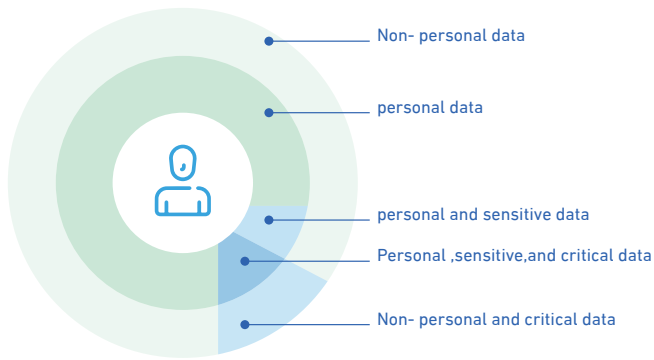 Non- personal data
personal data
personal and sensitive data
Personal ,sensitive,and critical data
Non- personal and critical data